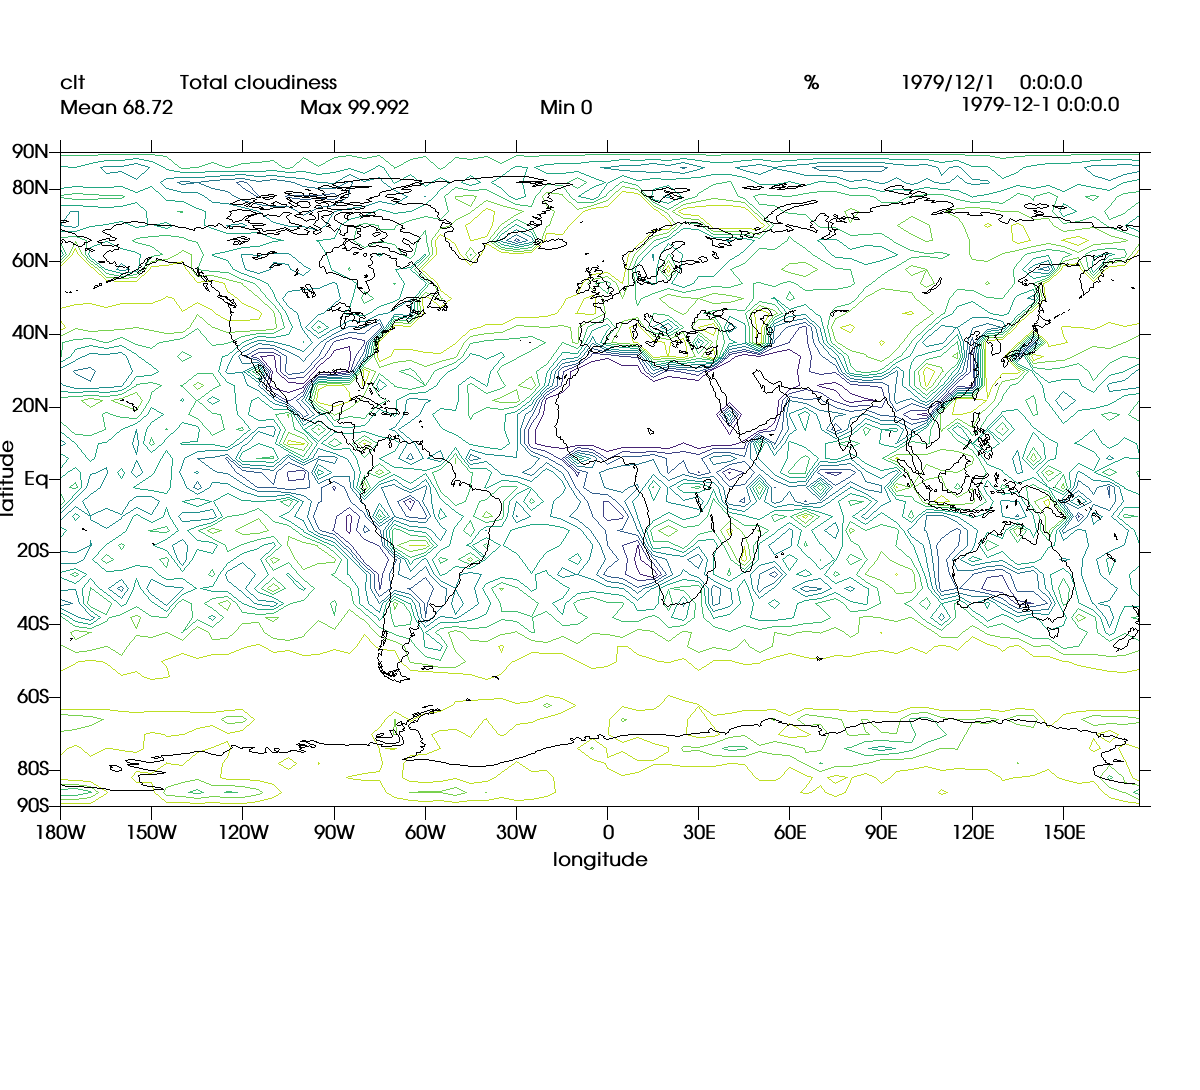 clt Total cloudiness % 1979/12/1 0:0:0.0
Mean 68.72 Max 99.992 Min 0 1979-12-1 0:0:0.0
90N
80N
60N
40N
20N
latitude
Eq
20S
40S
60S
80S
90S
180W 150W 120W 90W 60W 30W 0 30E 60E 90E 120E 150E
longitude